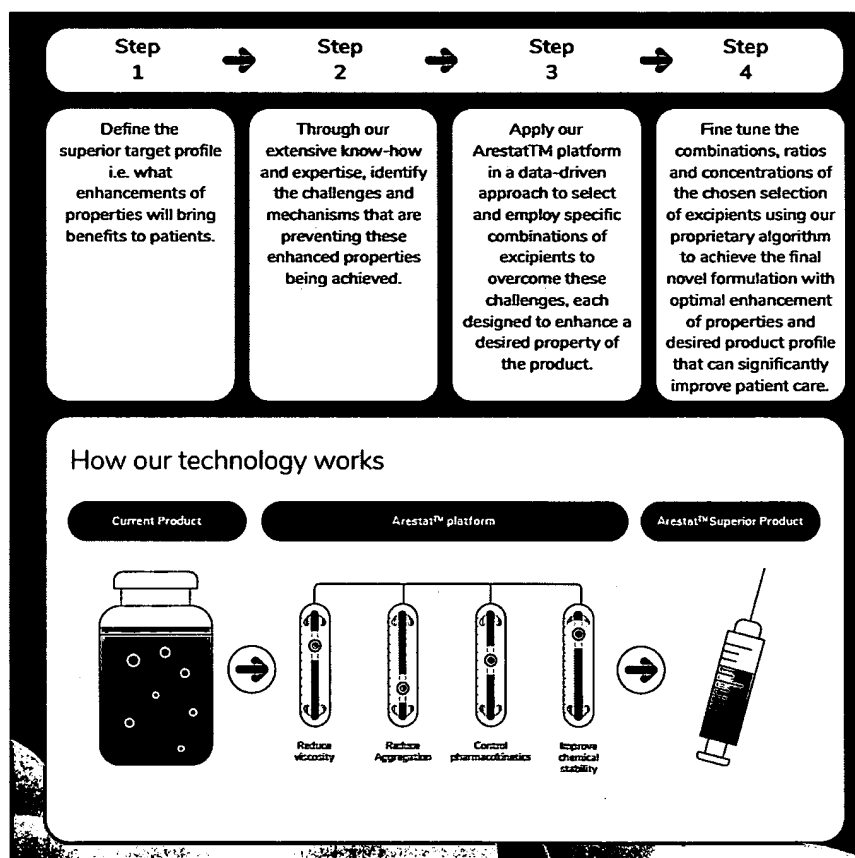 Step
1
Step
2
Step
3
Step
4
Define the
superior target profile
i.e. what
enhancements of
properties will bring
benefits to patients.
Through our
extensive know-how
and expertise, identify
the challenges and
mechanisms that are
preventing these
enhanced properties
being achieved.
Apply our
ArestatTM platform
in a data-driven
approach to select
and employ specific
combinations of
excipients to
overcome these
challenges, each
designed to enhance a
desired property of
the product.
Fine tune the
combinations, ratios
and concentrations of
the chosen selection
of excipients using our
proprietary algorithm
to achieve the final
novel formulation with
optimal enhancement
of properties and
desired product profile
that can significantly
improve patient care.
How our technology works
Current Product
Arestat™ platform
Arestat™ Superior Product
Reduce
viscosity
Reduce
Aggregation
Control
pharmacokinetics
Improve
chemical
stability